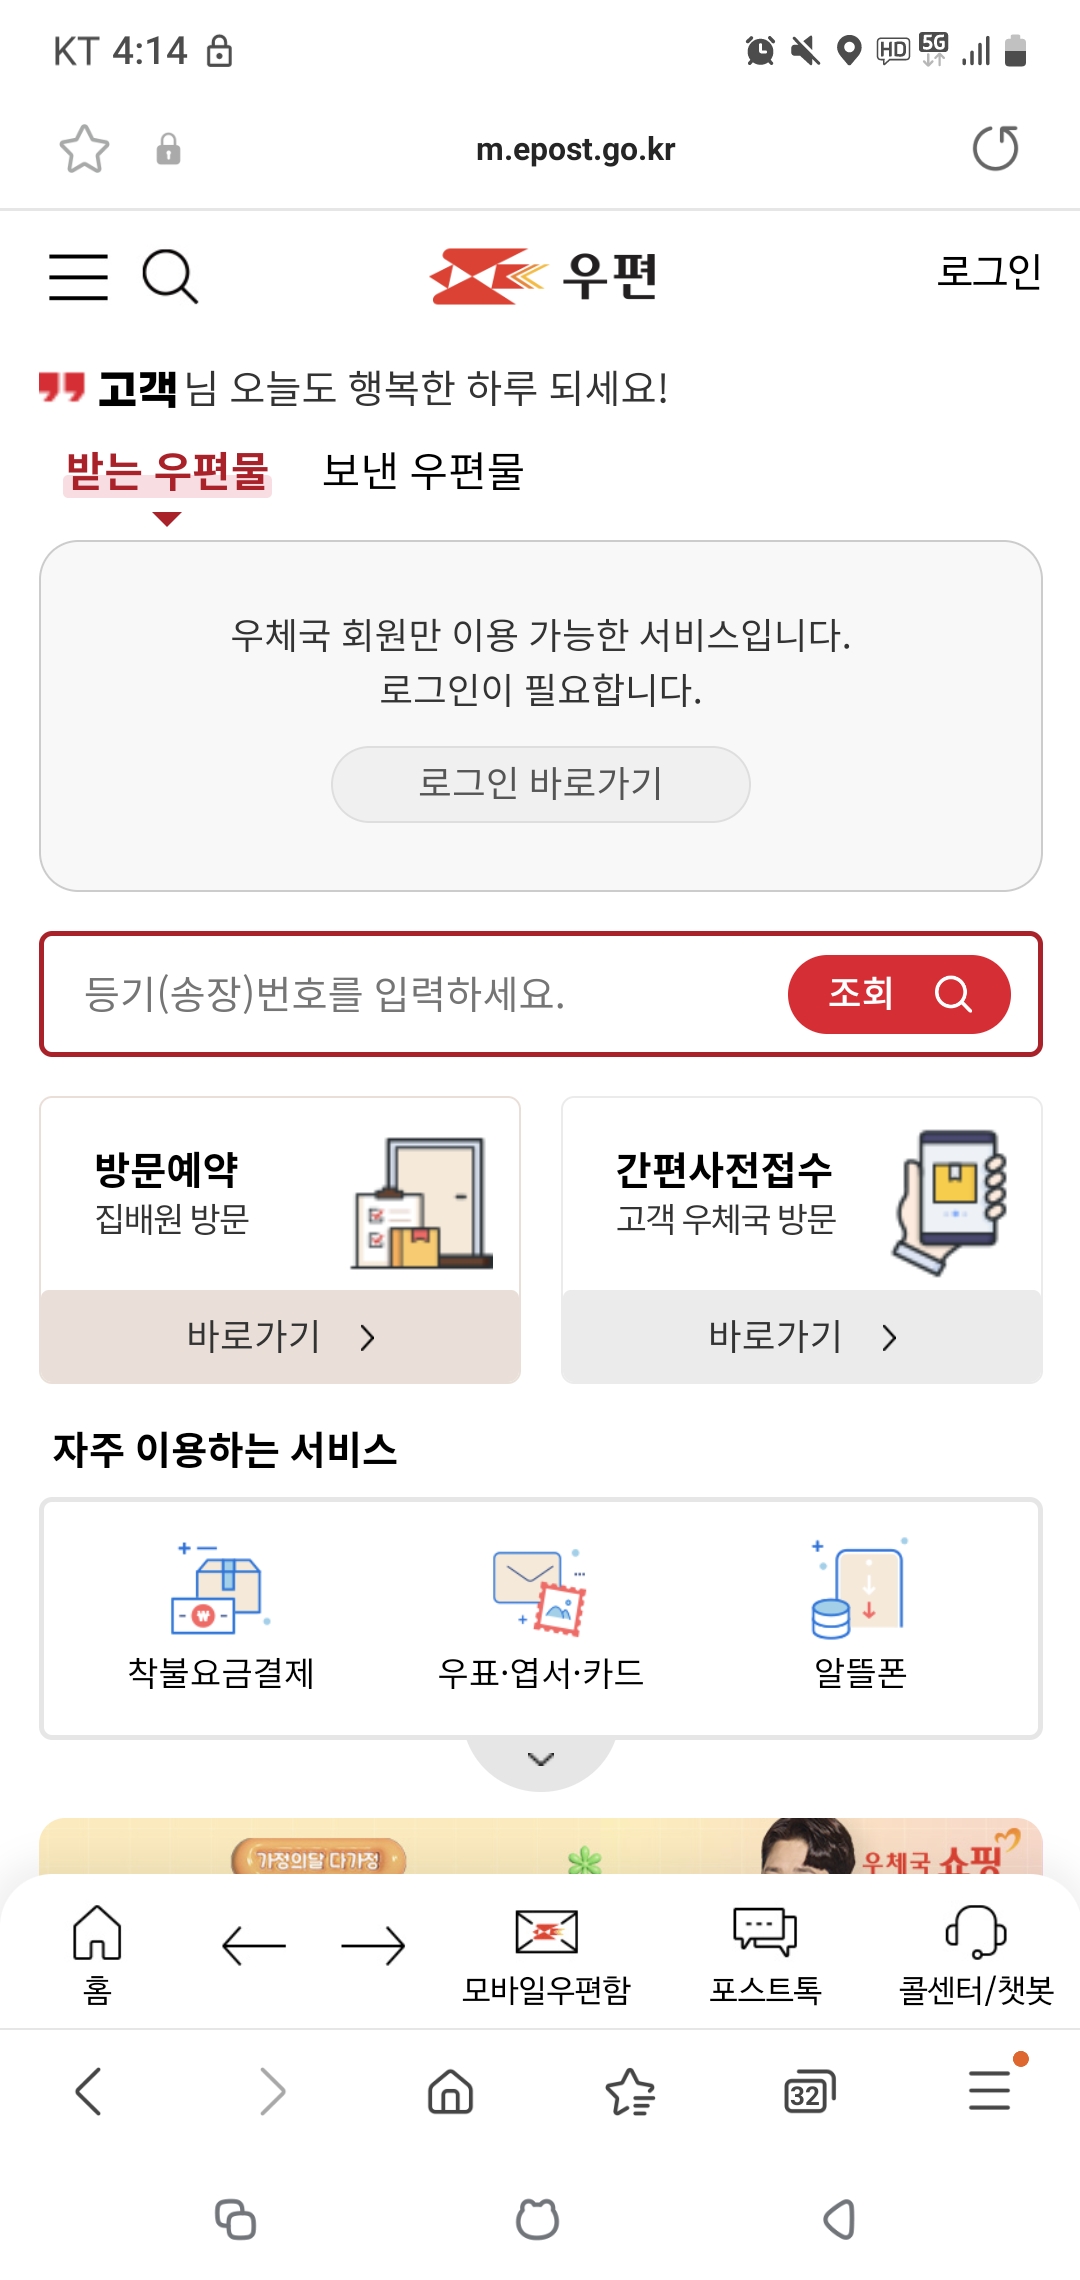 KT 4:14
HD 5G
m.epost.go.kr
우편
로그인
고객님 오늘도 행복한 하루 되세요!
받는 우편물 보낸 우편물
우체국 회원만 이용 가능한 서비스입니다.
로그인이 필요합니다.
로그인 바로가기
등기(송장)번호를 입력하세요. 조회
방문예약
집배원 방문
바로가기
간편사전접수
고객 우체국 방문
바로가기
자주 이용하는 서비스
착불요금결제 우표·엽서·카드 알뜰폰
가정의달 다가정
우체국 쇼핑
홈 모바일우편함 포스트톡 콜센터/챗봇
32